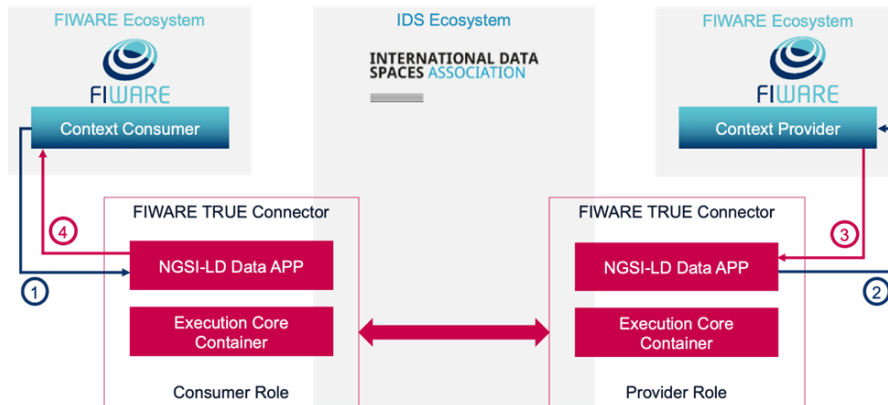 FIWARE Ecosystem
IDS Ecosystem
FIWARE Ecosystem
FIWARE
INTERNATIONAL DATA
SPACES ASSOCIATION
FIWARE
Context Consumer
Context Provider
FIWARE TRUE Connector
FIWARE TRUE Connector
4
3
NGSI-LD Data APP
NGSI-LD Data APP
1
2
Execution Core
Container
Execution Core
Container
Consumer Role
Provider Role